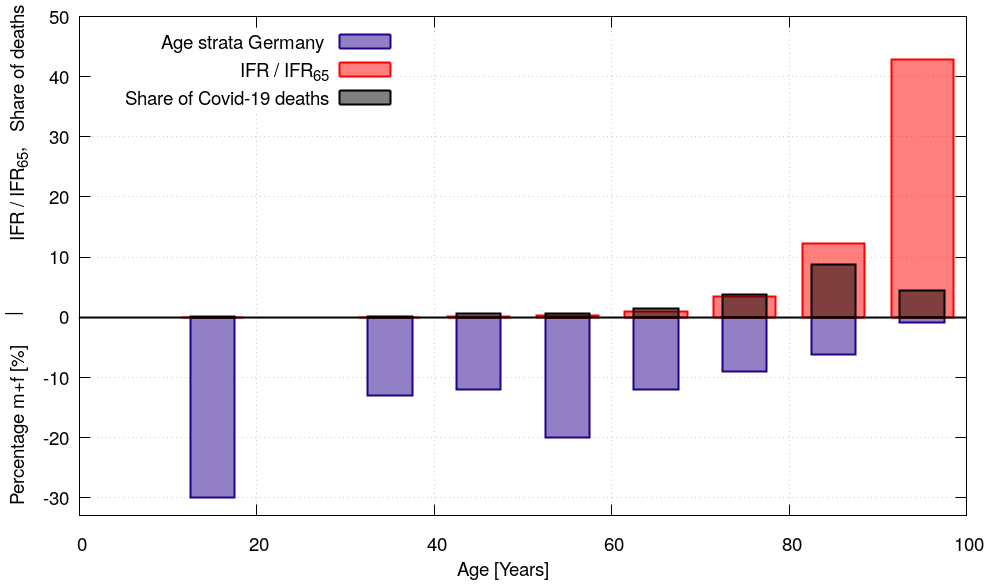 Age strata Germany
IFR / IFR65
Share of Covid-19 deaths
50
40
30
20
10
0
-10
-20
-30
0 20 40 60 80 100
Age [Years]
Percentage m+f [%] | IFR / IFR65, Share of deaths